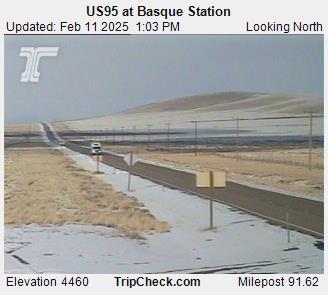 US95 at Basque Station
Updated: Feb 11 2025 1:03 PM Looking North
Elevation 4460 TripCheck.com Milepost 91.62